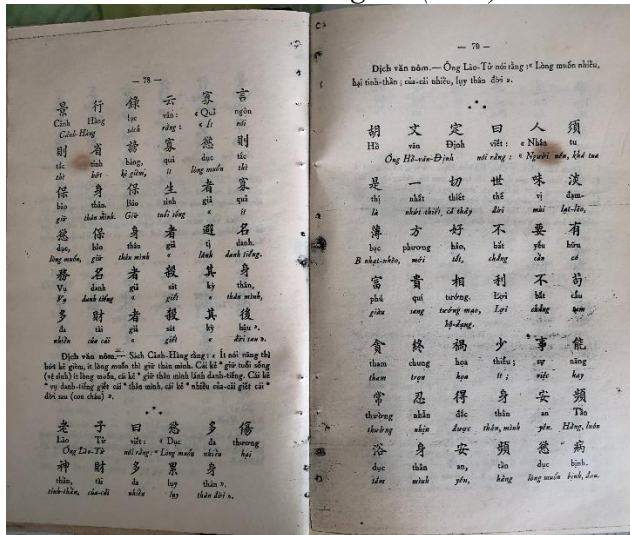 — 78 —
景 行 錄 云 寡 言
Cảnh Hàng lục vân : « Quả ngôn
Cảnh-Hàng sách rằng : « Ít nói
則 省 謗 寡 慾 則
tắc tỉnh báng, quả dục tắc
thì bớt kẻ gièm, ít lòng muốn thì
保 身 保 生 者 寡
bảo thân. Bảo sinh giả quả
giữ thân mình. Giữ tuổi sống « ít
慾 保 身 者 避 名
dục, bảo thân giả tị danh.
lòng muốn, giữ thân mình « lánh danh tiếng.
務 名 者 殺 其 身
Vụ danh giả sát kỳ thân,
Vụ danh tiếng « giết « thân mình,
多 財 者 殺 其 後
đa tài giả sát kỳ hậu ».
nhiều của cải « giết « đời sau ».
Dịch văn nôm.— Sách Cảnh-Hàng rằng : « Ít nói năng thì
bớt kẻ gièm, ít lòng muốn thì giữ thân mình. Cái kẻ * giữ tuổi sống
(vệ sinh) ít lòng muốn, cái kẻ * giữ thân mình lánh danh-tiếng. Cái kẻ
* vụ danh-tiếng giết cái * thân mình, cái kẻ * nhiều của-cải giết cái *
đời sau (con cháu) ».
老 子 曰 慾 多 傷
Lão Tử viết : « Dục đa thương
Ông Lão-Tử nói rằng : « Lòng muốn nhiều hại
神 財 多 累 身
thần, tài đa lụy thân ».
tinh-thần, của-cải nhiều lụy thân đời ».
— 79 —
Dịch văn nôm.— Ông Lão-Tử nói rằng : « Lòng muốn nhiều,
hại tinh-thần ; của-cải nhiều, lụy thân đời ».
胡 文 定 曰 人 須
Hồ văn Định viết : « Nhân tu
Ông Hồ-văn-Định nói rằng : « Người nên, khá tua
是 一 切 世 味 淡
thị nhất thiết thế vị đạm-
là nhứt thiết, cả thảy đời mùi lạt-lẽo,
薄 方 好 不 要 有
bạc phương hảo, bất yếu hữu
nhạt-nhẽo, mới tốt, chẳng cần có
富 貴 相 利 不 苟
phú quí tướng. Lợi bất cẩu
giàu sang tướng mạo, Lợi chẳng tạm
bộ-dạng.
貪 終 禍 少 事 能
tham chung họa thiểu ; sự năng
tham trọn họa ít ; việc hay
常 忍 得 身 安 頻
thường nhẫn đắc thân an Tần
thường nhịn được thân, mình yên. Hằng, luôn
浴 身 安 頻 慾 病
dục thân an, tần dục bịnh.
tắm mình yên, hằng lòng muốn bịnh, đau.